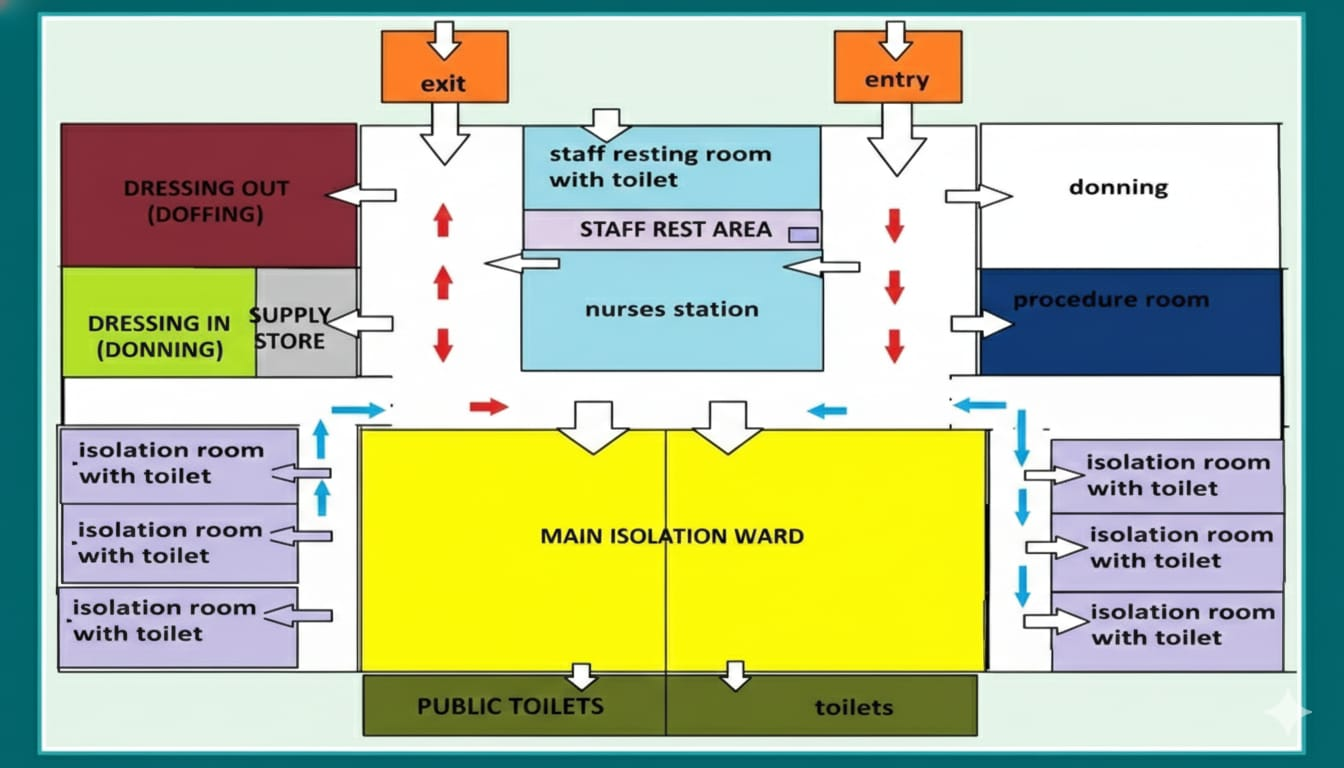 exit
entry
staff resting room
with toilet
DRESSING OUT
(DOFFING)
donning
STAFF REST AREA
nurses station
procedure room
DRESSING IN
(DONNING)
SUPPLY
STORE
isolation room
with toilet
isolation room
with toilet
isolation room
with toilet
MAIN ISOLATION WARD
isolation room
with toilet
isolation room
with toilet
isolation room
with toilet
PUBLIC TOILETS
toilets